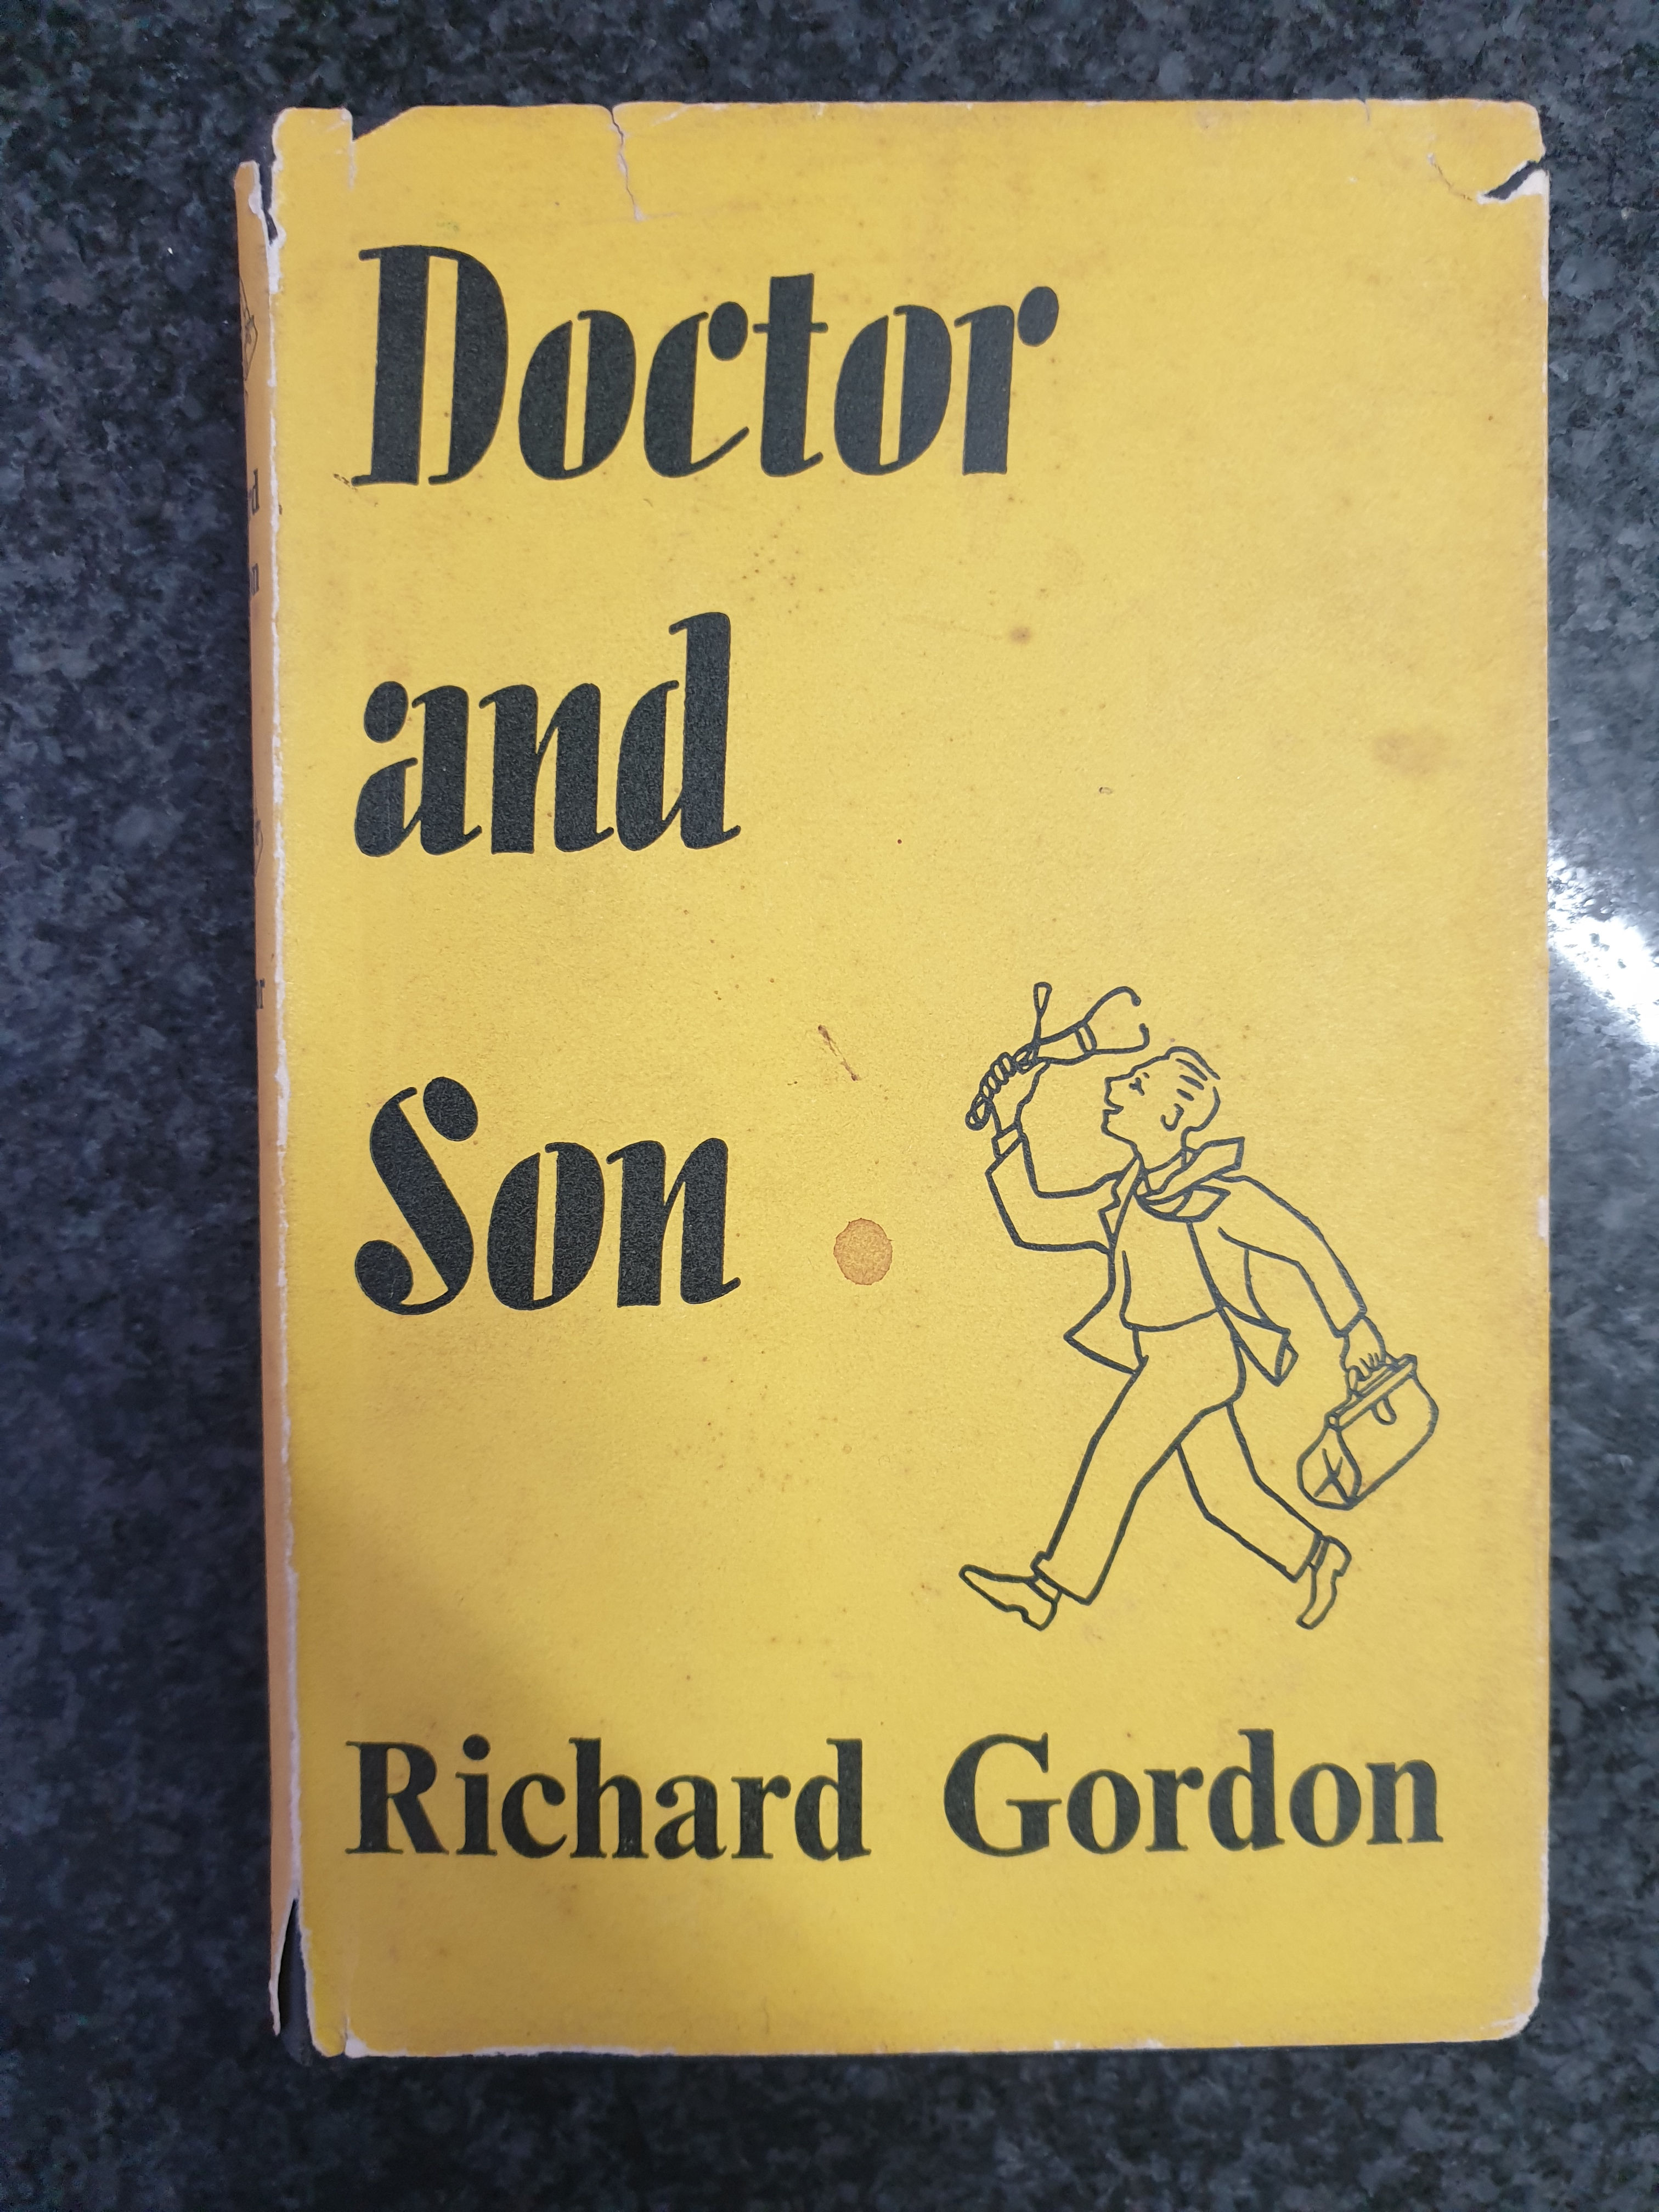 Doctor
and
Son
Richard Gordon